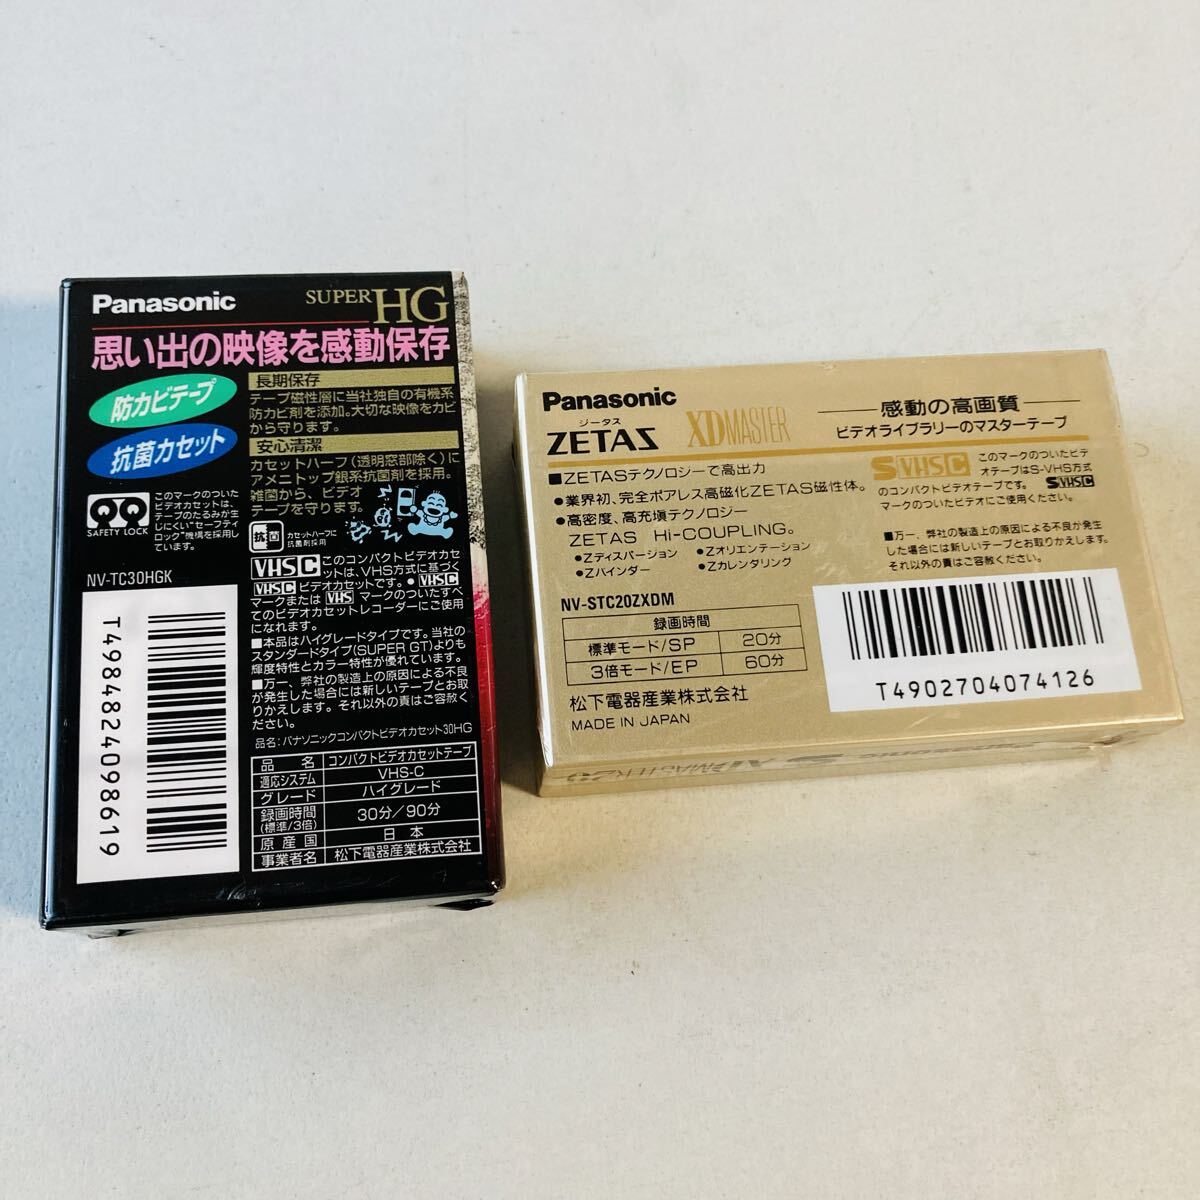 Panasonic
SUPER HG
思い出の映像を感動保存
防カビテープ
抗菌カセット
長期保存
テープ磁性層に当社独自の有機系
防カビ剤を添加。大切な映像をカビ
から守ります。
安心清潔
カセットハーフ(透明窓部除く)に
アメニトップ銀系抗菌剤を採用。
雑菌から、ビデオ
テープを守ります。
抗菌
カセットハーフに
抗菌剤採用
SAFETY LOCK
このマークのついた
ビデオカセットは、
テープのたるみが生
じにくい"セーフティ
ロック"機構を採用し
ています。
NV-TC30HGK
T4984824098619
VHSC このコンパクトビデオカセ
ットは、VHS方式に基づく
VHSC ビデオカセットです。●VHSC
マークまたは VHS マークのついたすべ
てのビデオカセットレコーダーにご使用
になれます。
■本品はハイグレードタイプです。当社の
スタンダードタイプ(SUPER GT)よりも
輝度特性とカラー特性が優れています。
■万一、弊社の製造上の原因による不良
が発生した場合には新しいテープとお取
りかえします。それ以外の責はご容赦く
ださい。
品名:パナソニックコンパクトビデオカセット30HG
品 名 コンパクトビデオカセットテープ
適応システム VHS-C
グレード ハイグレード
録画時間 (標準/3倍) 30分/90分
原産国 日本
事業者名 松下電器産業株式会社
Panasonic
ジータス
ZETAS
XD MASTER
感動の高画質
ビデオライブラリーのマスターテープ
■ZETASテクノロジーで高出力
●業界初、完全ポアレス高磁化ZETAS磁性体。
●高密度、高充塡テクノロジー
ZETAS Hi-COUPLING。
●Zディスパージョン ●Zオリエンテーション
●Zバインダー ●Zカレンダリング
S VHS C このマークのついたビデ
オテープはS-VHS方式
のコンパクトビデオテープです。 S VHS C
マークのついたビデオにご使用ください。
■万一、弊社の製造上の原因による不良が発生
した場合には新しいテープとお取りかえします。
それ以外の責はご容赦ください。
NV-STC20ZXDM
録画時間
標準モード/SP 20分
3倍モード/EP 60分
松下電器産業株式会社
MADE IN JAPAN
T4902704074126